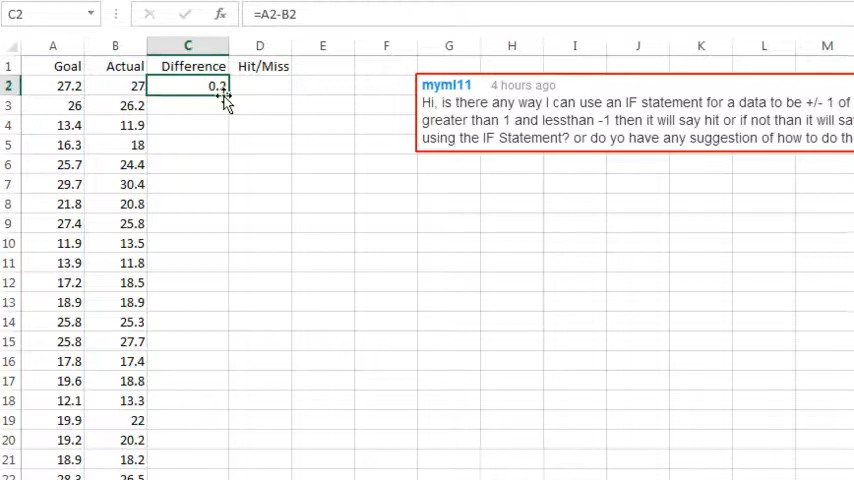 C2 fx =A2-B2
A B C D E F G H I J K L M
1 Goal Actual Difference Hit/Miss
2 27.2 27 0.2
3 26 26.2
4 13.4 11.9
5 16.3 18
6 25.7 24.4
7 29.7 30.4
8 21.8 20.8
9 27.4 25.8
10 11.9 13.5
11 13.9 11.8
12 17.2 18.5
13 18.9 18.9
14 25.8 25.3
15 25.8 27.7
16 17.8 17.4
17 19.6 18.8
18 12.1 13.3
19 19.9 22
20 19.2 20.2
21 18.9 18.2
22 28.3 26.5
myml11 4 hours ago
Hi, is there any way I can use an IF statement for a data to be +/- 1 of
greater than 1 and lessthan -1 then it will say hit or if not than it will sa
using the IF Statement? or do yo have any suggestion of how to do th